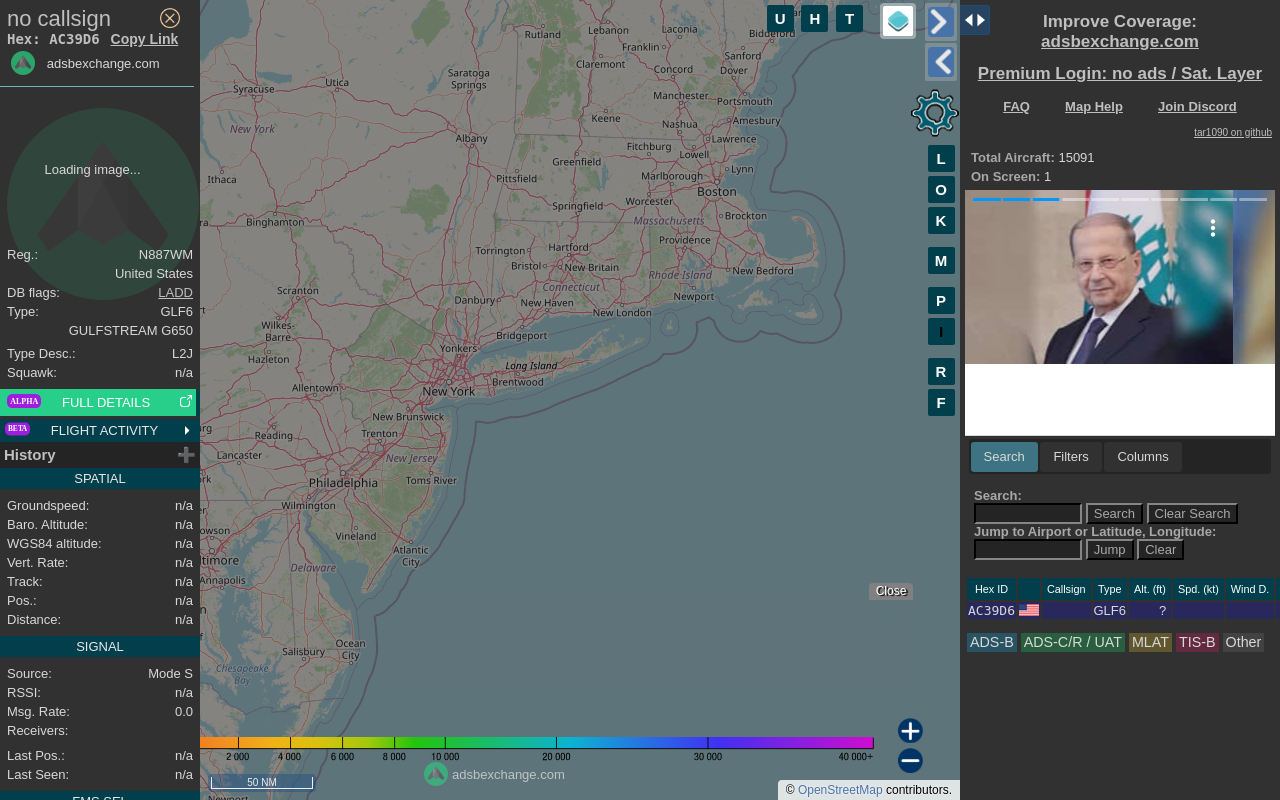 no callsign
Hex: AC39D6 Copy Link
adsbexchange.com
Loading image...
Reg.: N887WM
United States
DB flags: LADD
Type: GLF6
GULFSTREAM G650
Type Desc.: L2J
Squawk: n/a
ALPHA FULL DETAILS
BETA FLIGHT ACTIVITY
History
SPATIAL
Groundspeed: n/a
Baro. Altitude: n/a
WGS84 altitude: n/a
Vert. Rate: n/a
Track: n/a
Pos.: n/a
Distance: n/a
SIGNAL
Source: Mode S
RSSI: n/a
Msg. Rate: 0.0
Receivers:
Last Pos.: n/a
Last Seen: n/a
FMS SEL
U H T
L
O
K
M
P
I
R
F
Rutland
Lebanon
Laconia
Biddeford
Franklin
Sanford
Claremont
Concord
Dover
Saratoga
Springs
Utica
Syracuse
Manchester
Portsmouth
Keene
Nashua
Amesbury
New York
Albany
Fitchburg
Lawrence
Greenfield
Lowell
Ithaca
Pittsfield
Marlborough
Lynn
Worcester
Boston
Springfield
Binghamton
Massachusetts
Brockton
Providence
Hartford
Torrington
Bristol
New Britain
Rhode Island
New Bedford
Connecticut
Scranton
Danbury
New Haven
Newport
New London
Wilkes-
Barre
Bridgeport
Hazleton
Yonkers
Long Island
Brentwood
Allentown
New York
New Brunswick
Reading
Trenton
Lancaster
New Jersey
Philadelphia
Toms River
Wilmington
Vineland
Atlantic
City
Delaware
Annapolis
Close
Ocean
City
Salisbury
Chesapeake
Bay
2 000 4 000 6 000 8 000 10 000 20 000 30 000 40 000+
50 NM
adsbexchange.com
© OpenStreetMap contributors.
Improve Coverage:
adsbexchange.com
Premium Login: no ads / Sat. Layer
FAQ Map Help Join Discord
tar1090 on github
Total Aircraft: 15091
On Screen: 1
Search Filters Columns
Search:
Search Clear Search
Jump to Airport or Latitude, Longitude:
Jump Clear
Hex ID Callsign Type Alt. (ft) Spd. (kt) Wind D.
AC39D6 GLF6 ?
ADS-B ADS-C/R / UAT MLAT TIS-B Other